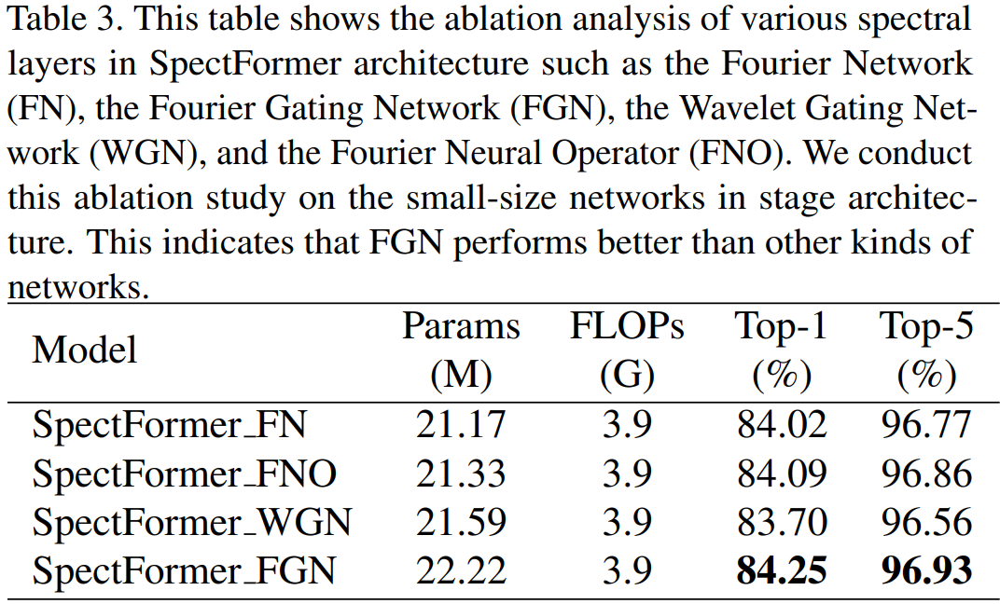 Table 3. This table shows the ablation analysis of various spectral
layers in SpectFormer architecture such as the Fourier Network
(FN), the Fourier Gating Network (FGN), the Wavelet Gating Net-
work (WGN), and the Fourier Neural Operator (FNO). We conduct
this ablation study on the small-size networks in stage architec-
ture. This indicates that FGN performs better than other kinds of
networks.
Model Params (M) FLOPs (G) Top-1 (%) Top-5 (%)
SpectFormer_FN 21.17 3.9 84.02 96.77
SpectFormer_FNO 21.33 3.9 84.09 96.86
SpectFormer_WGN 21.59 3.9 83.70 96.56
SpectFormer_FGN 22.22 3.9 84.25 96.93